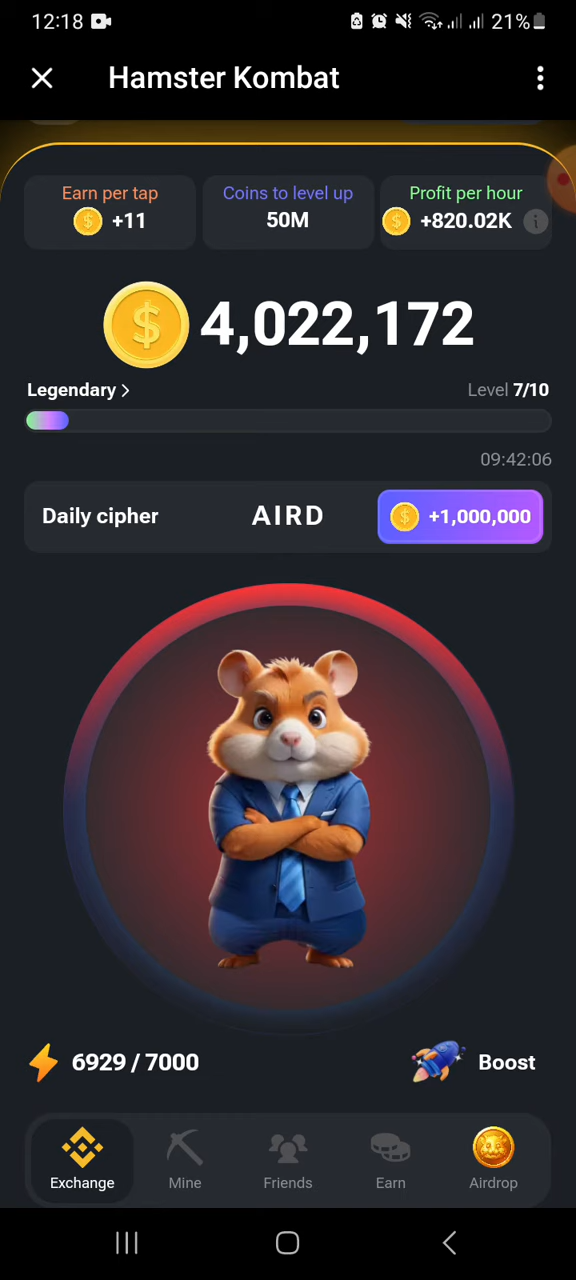 12:18 21%
Hamster Kombat
Earn per tap
+11
Coins to level up
50M
Profit per hour
+820.02K
4,022,172
Legendary > Level 7/10
09:42:06
Daily cipher AIRD +1,000,000
6929 / 7000 Boost
Exchange Mine Friends Earn Airdrop